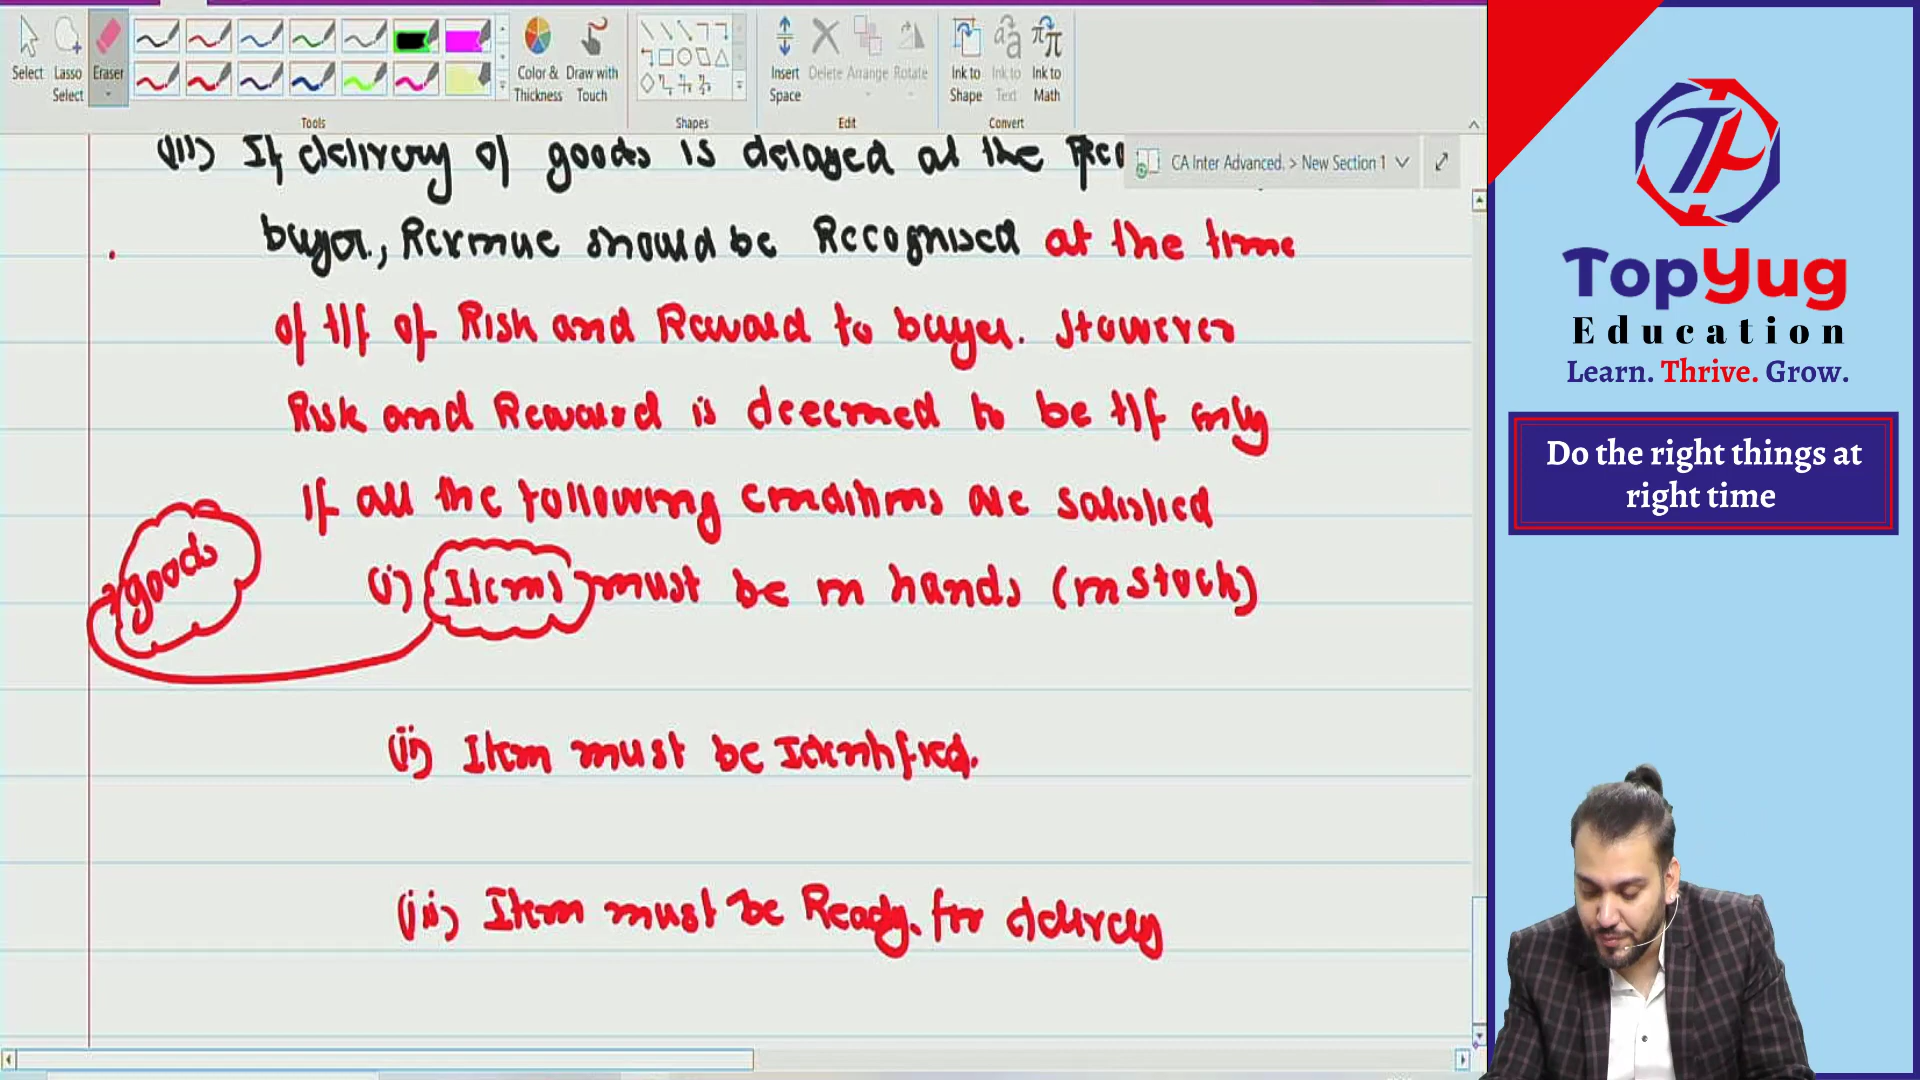 Select
Lasso Select
Eraser
Color & Thickness
Draw with Touch
Insert Space
Delete
Arrange
Rotate
Ink to Shape
Ink to Text
Ink to Math
Tools
Shapes
Edit
Convert
CA Inter Advanced. > New Section 1
(iii) If delivery of goods is delayed at the
buyer, Revenue should be Recognised at the time
of t/f of Risk and Reward to buyer. However
Risk and Reward is deemed to be t/f only
If all the following conditions are satisfied
goods
(i) Items must be in hands (in Stock)
(ii) Item must be Identified.
(iii) Item must be Ready for delivery
TopYug
Education
Learn. Thrive. Grow.
Do the right things at
right time